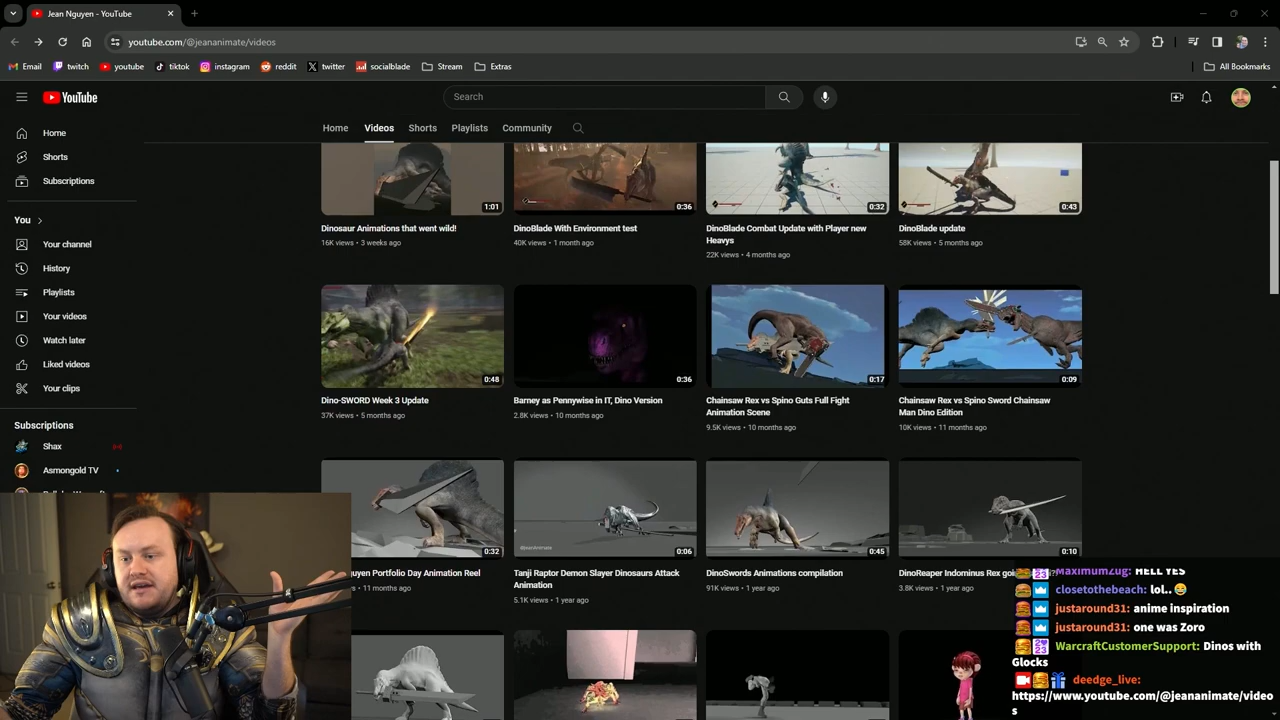 Jean Nguyen - YouTube
youtube.com/@jeananimate/videos
Email
twitch
youtube
tiktok
instagram
reddit
twitter
socialblade
Stream
Extras
All Bookmarks
YouTube
Search
Home
Videos
Shorts
Playlists
Community
Home
Shorts
Subscriptions
You
Your channel
History
Playlists
Your videos
Watch later
Liked videos
Your clips
Subscriptions
Shax
Asmongold TV
1:01
0:36
0:32
0:43
Dinosaur Animations that went wild!
16K views • 3 weeks ago
DinoBlade With Environment test
40K views • 1 month ago
DinoBlade Combat Update with Player new
Heavys
22K views • 4 months ago
DinoBlade update
58K views • 5 months ago
0:48
0:36
0:17
0:09
Dino-SWORD Week 3 Update
37K views • 5 months ago
Barney as Pennywise in IT, Dino Version
2.8K views • 10 months ago
Chainsaw Rex vs Spino Guts Full Fight
Animation Scene
9.5K views • 10 months ago
Chainsaw Rex vs Spino Sword Chainsaw
Man Dino Edition
10K views • 11 months ago
@jeanAnimate
0:32
0:06
0:45
0:10
guyen Portfolio Day Animation Reel
• 11 months ago
Tanji Raptor Demon Slayer Dinosaurs Attack
Animation
5.1K views • 1 year ago
DinoSwords Animations compilation
91K views • 1 year ago
DinoReaper Indominus Rex goi
3.8K views • 1 year ago
MaximumZug: HELL YES
closetothebeach: lol.. 😂
justaround31: anime inspiration
justaround31: one was Zoro
WarcraftCustomerSupport: Dinos with
Glocks
deedge_live:
https://www.youtube.com/@jeananimate/video
s